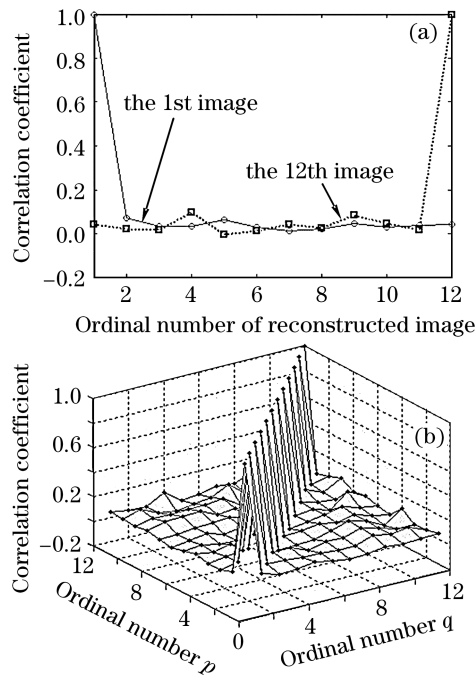 (a)
Correlation coefficient
1.0
0.8
0.6
0.4
0.2
0.0
−0.2
the 1st image
the 12th image
2
4
6
8
10
12
Ordinal number of reconstructed image
(b)
Correlation coefficient
1.0
0.6
0.2
−0.2
12
8
4
0
Ordinal number p
4
8
12
Ordinal number q